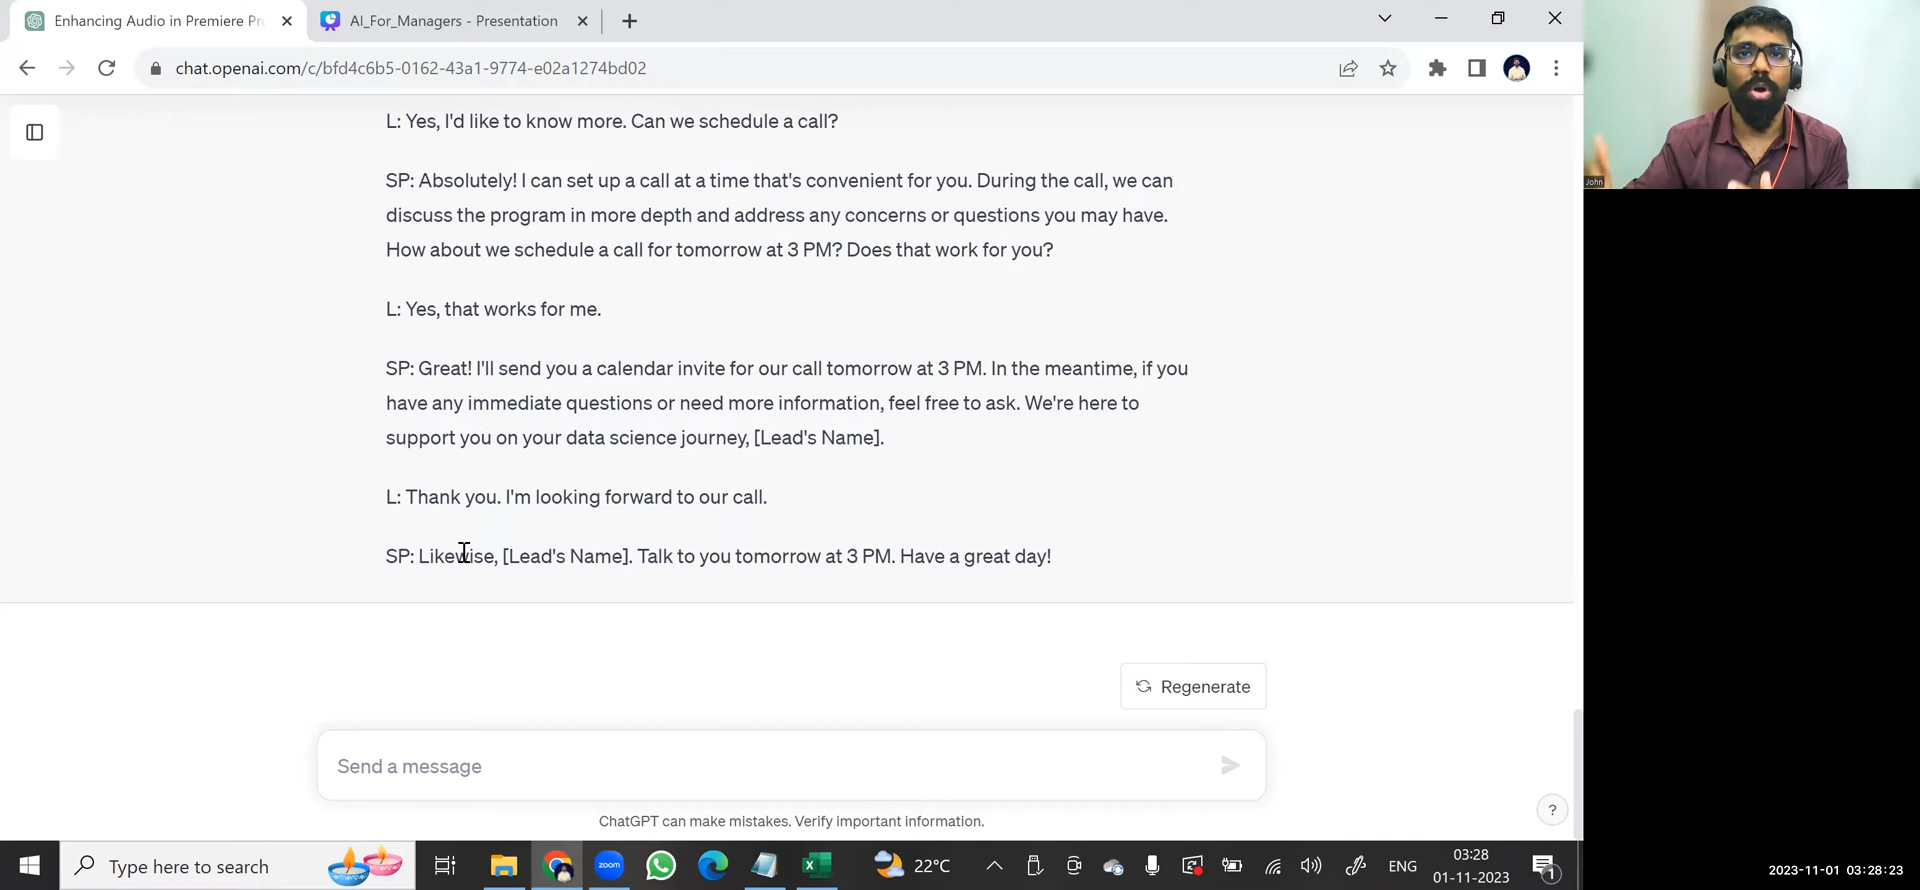 Enhancing Audio in Premiere Pro
AI_For_Managers - Presentation
chat.openai.com/c/bfd4c6b5-0162-43a1-9774-e02a1274bd02
L: Yes, I'd like to know more. Can we schedule a call?
SP: Absolutely! I can set up a call at a time that's convenient for you. During the call, we can
discuss the program in more depth and address any concerns or questions you may have.
How about we schedule a call for tomorrow at 3 PM? Does that work for you?
L: Yes, that works for me.
SP: Great! I'll send you a calendar invite for our call tomorrow at 3 PM. In the meantime, if you
have any immediate questions or need more information, feel free to ask. We're here to
support you on your data science journey, [Lead's Name].
L: Thank you. I'm looking forward to our call.
SP: Likewise, [Lead's Name]. Talk to you tomorrow at 3 PM. Have a great day!
Regenerate
Send a message
ChatGPT can make mistakes. Verify important information.
?
John
Type here to search
zoom
22°C
ENG
03:28
01-11-2023
1
2023-11-01 03:28:23